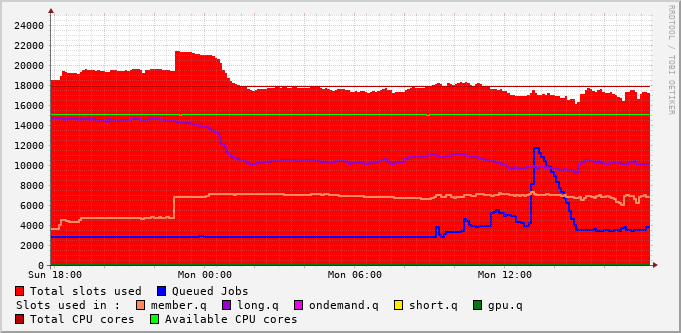 24000
22000
20000
18000
16000
14000
12000
10000
8000
6000
4000
2000
0
Sun 18:00 Mon 00:00 Mon 06:00 Mon 12:00
RRDTOOL / TOBI OETIKER
Total slots used Queued Jobs
Slots used in : member.q long.q ondemand.q short.q gpu.q
Total CPU cores Available CPU cores